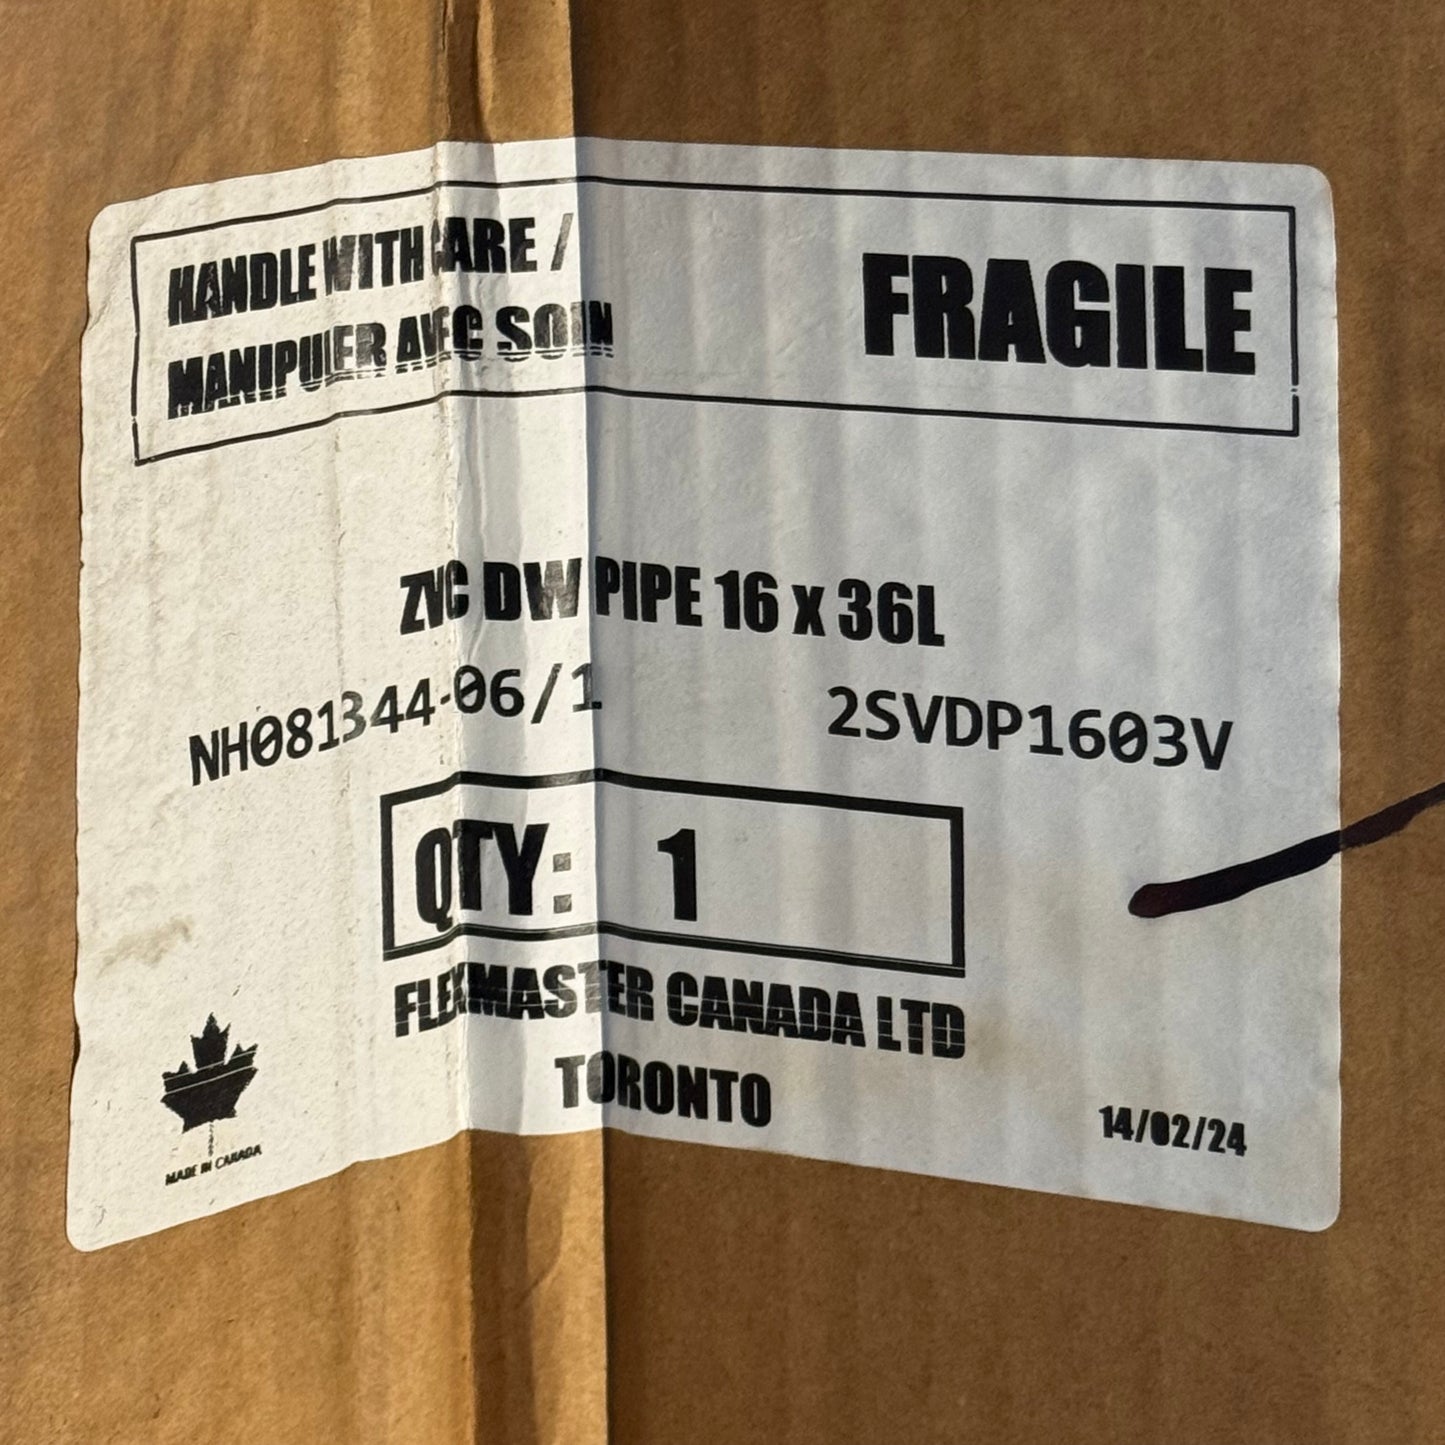 HANDLE WITH CARE /
MANIPULER AVEC SOIN
FRAGILE
ZVC DW PIPE 16 x 36L
NH081344-06/1
2SVDP1603V
QTY: 1
FLEXMASTER CANADA LTD
TORONTO
MADE IN CANADA
14/02/24